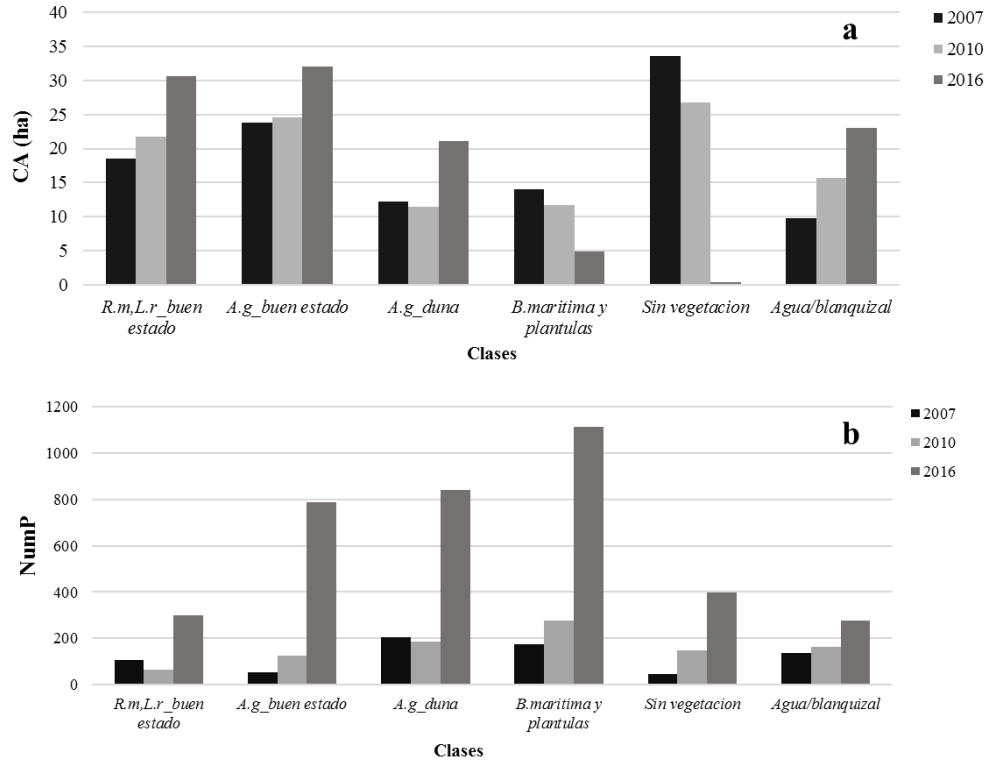 a
2007
2010
2016
CA (ha)
40
35
30
25
20
15
10
5
0
R.m,L.r_buen estado
A.g_buen estado
A.g_duna
B.maritima y plantulas
Sin vegetacion
Agua/blanquizal
Clases
b
2007
2010
2016
NumP
1200
1000
800
600
400
200
0
R.m,L.r_buen estado
A.g_buen estado
A.g_duna
B.maritima y plantulas
Sin vegetacion
Agua/blanquizal
Clases